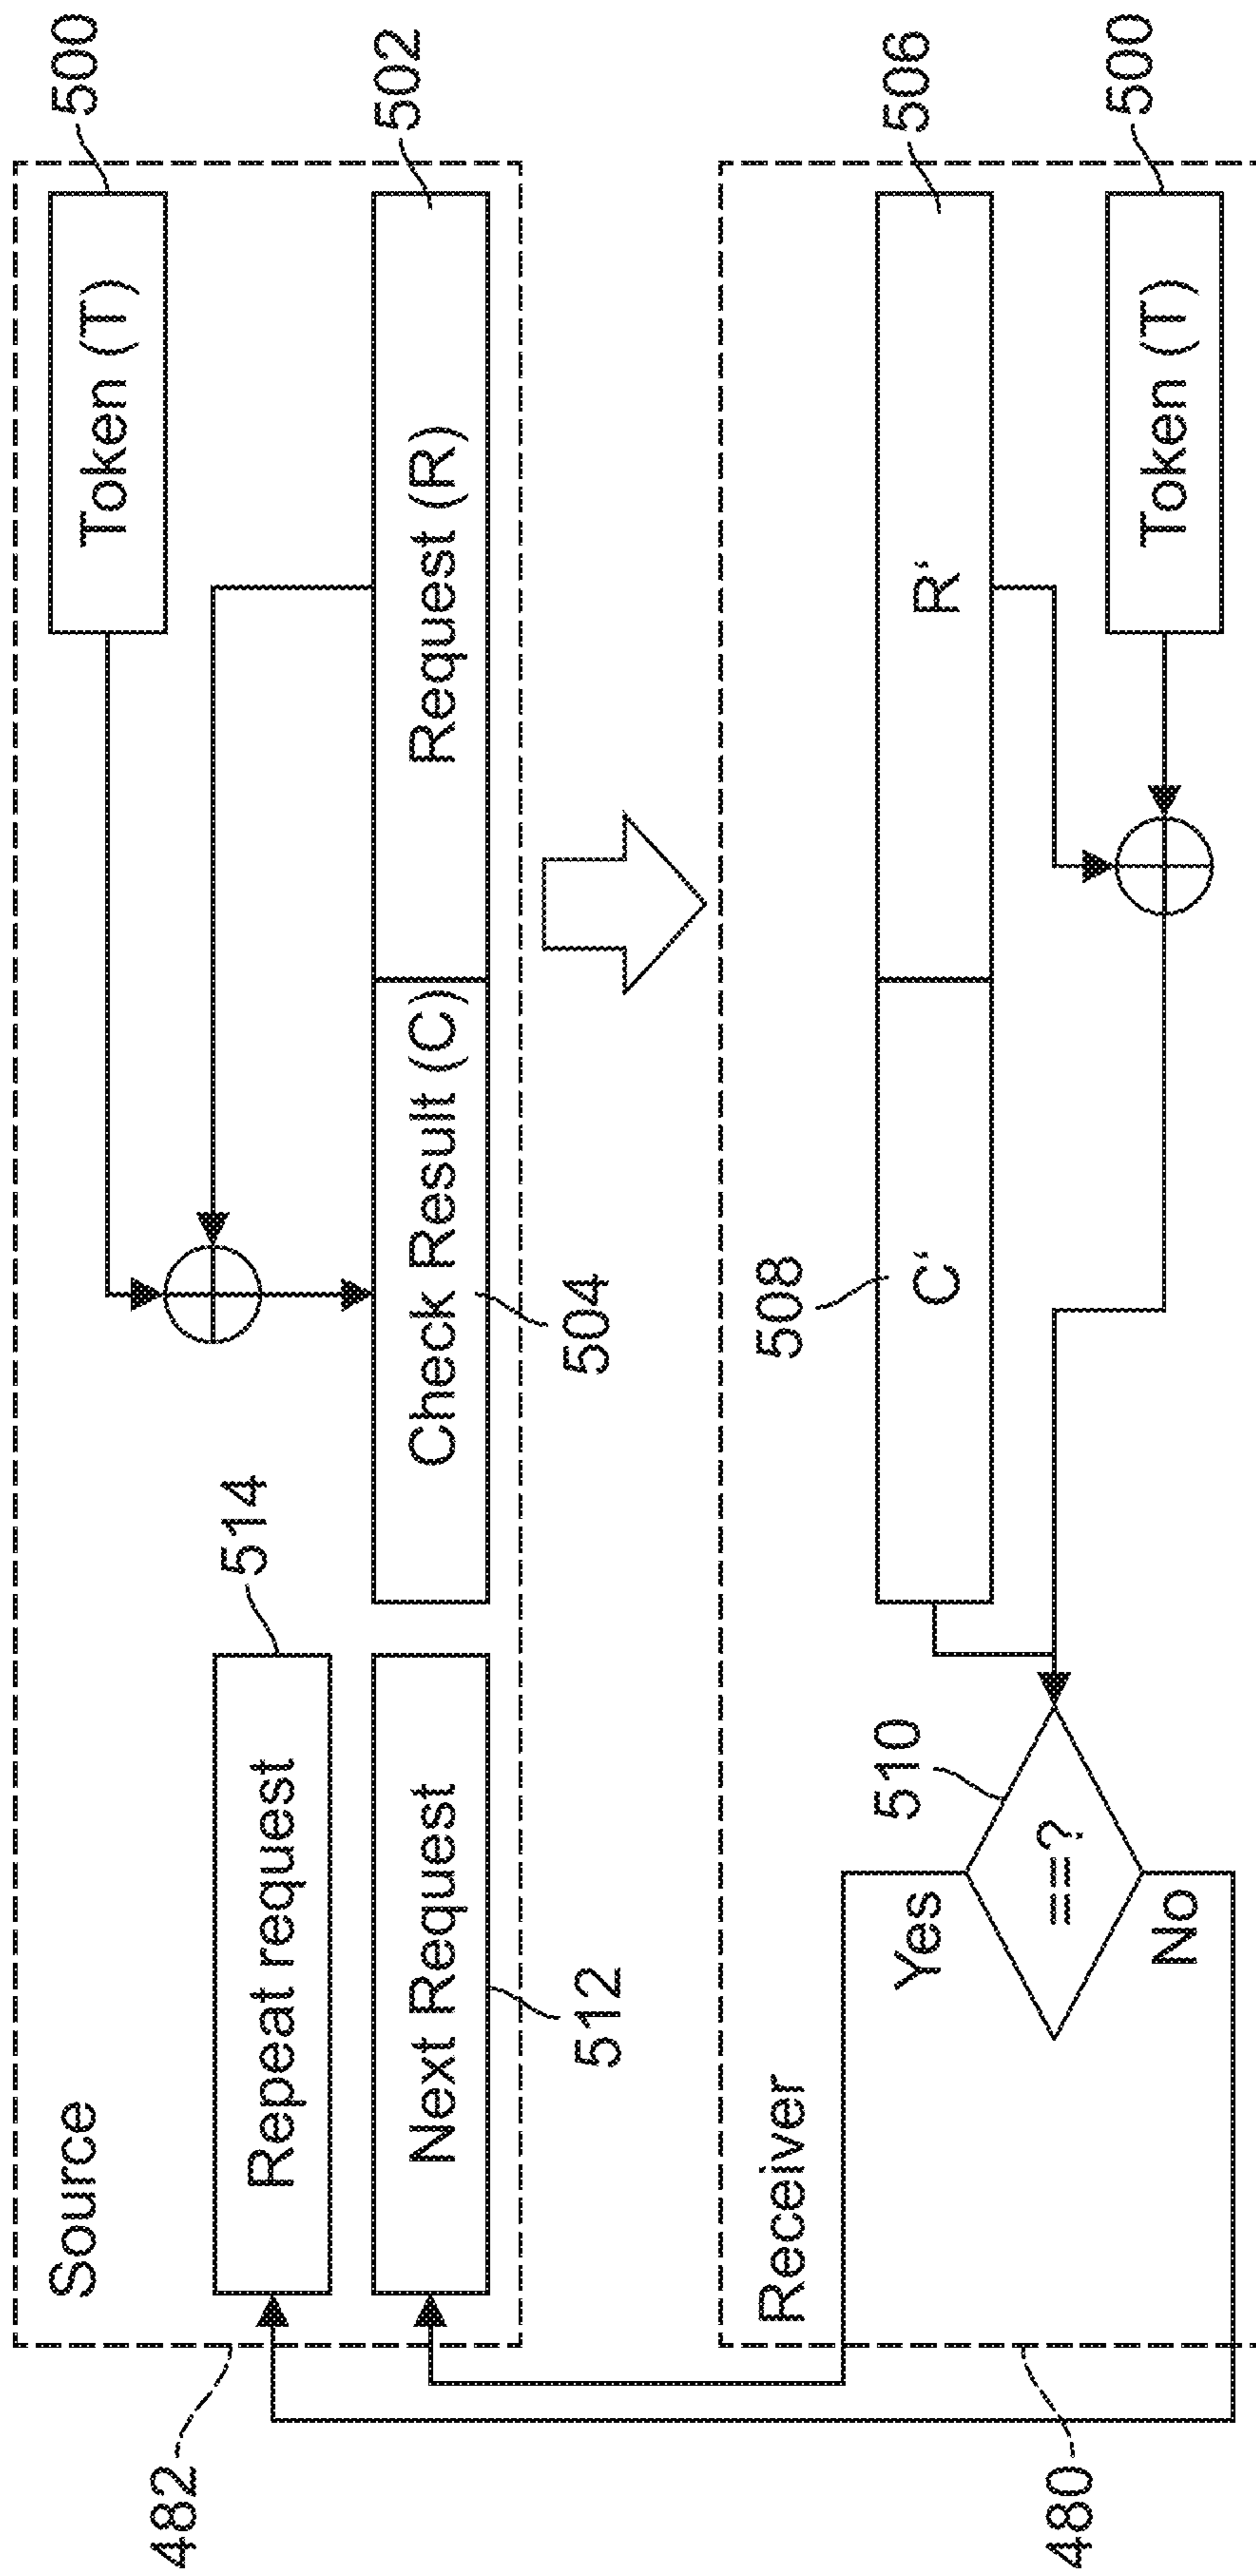 Source
Token (T)
500
482
Repeat request
514
Next Request
Check Result (C)
Request (R)
502
512
504
Receiver
508
510
506
Yes
C‘
R‘
480
==?
No
Token (T)
500